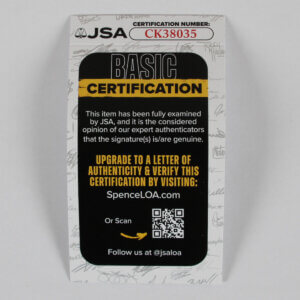 JSA CERTIFICATION NUMBER:
CK38035
BASIC
CERTIFICATION
This item has been fully examined
by JSA, and it is the considered
opinion of our expert authenticators
that the signature(s) is/are genuine.
UPGRADE TO A LETTER OF
AUTHENTICITY & VERIFY THIS
CERTIFICATION BY VISITING:
SpenceLOA.com
Or Scan
Follow us at @jsaloa